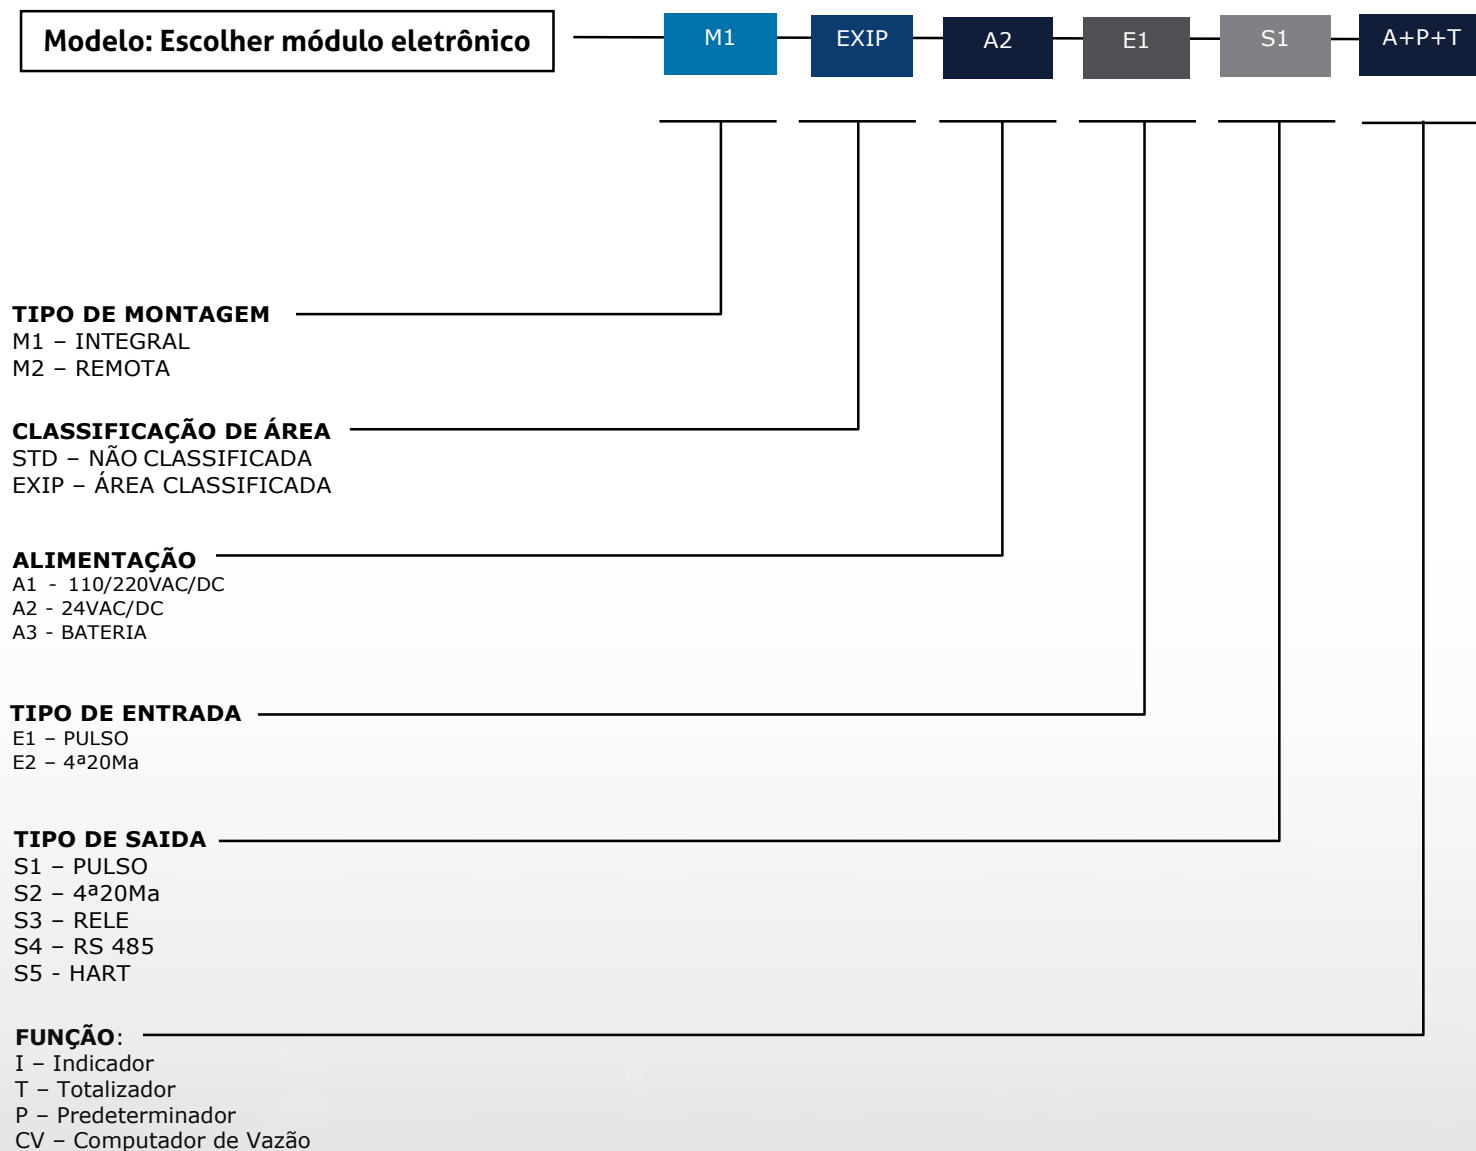 Modelo: Escolher módulo eletrônico M1 EXIP A2 E1 S1 A+P+T
TIPO DE MONTAGEM
M1 – INTEGRAL
M2 – REMOTA
CLASSIFICAÇÃO DE ÁREA
STD – NÃO CLASSIFICADA
EXIP – ÁREA CLASSIFICADA
ALIMENTAÇÃO
A1 - 110/220VAC/DC
A2 - 24VAC/DC
A3 - BATERIA
TIPO DE ENTRADA
E1 – PULSO
E2 – 4ª20Ma
TIPO DE SAIDA
S1 – PULSO
S2 – 4ª20Ma
S3 – RELE
S4 – RS 485
S5 - HART
FUNÇÃO:
I – Indicador
T – Totalizador
P – Predeterminador
CV – Computador de Vazão